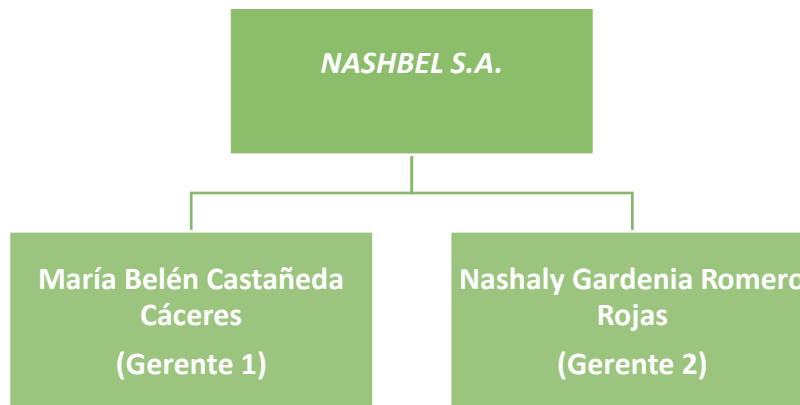 NASHBEL S.A.
María Belén Castañeda
Cáceres
(Gerente 1)
Nashaly Gardenia Romero
Rojas
(Gerente 2)